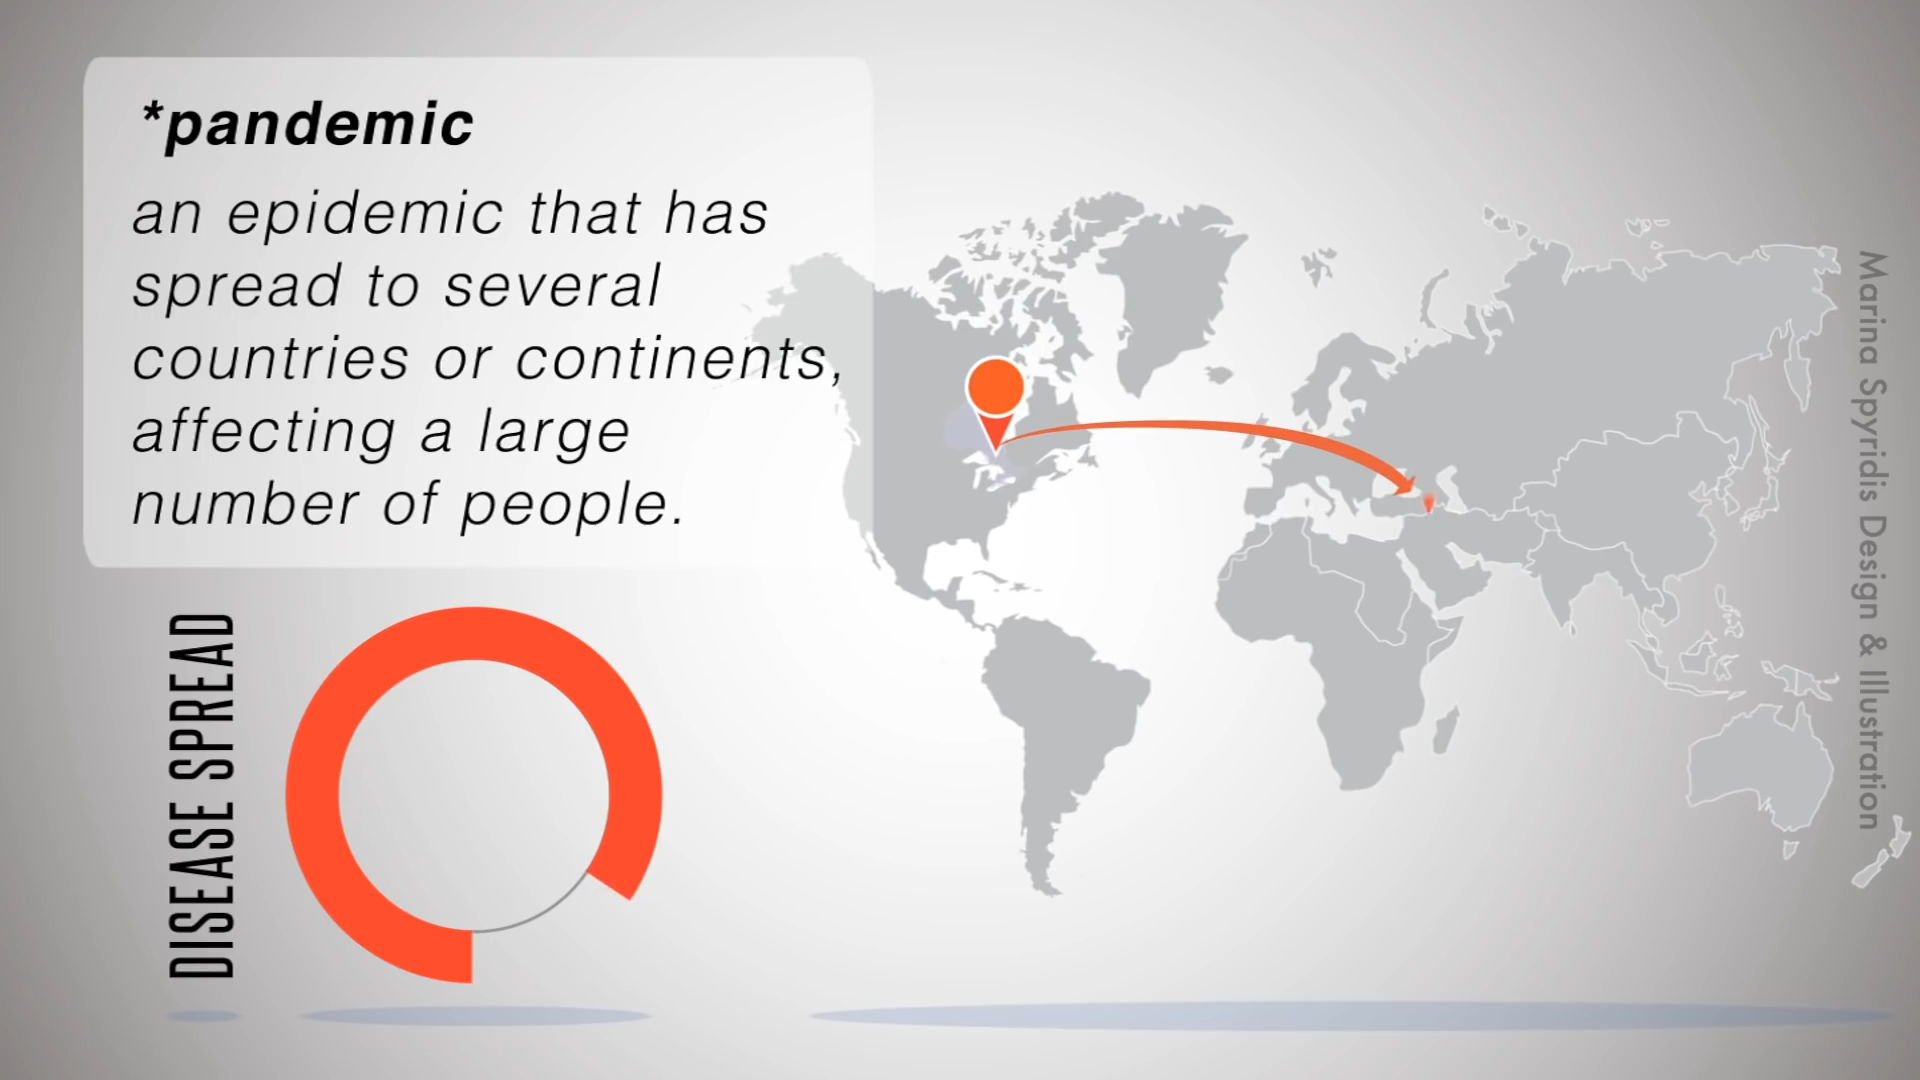 *pandemic
an epidemic that has
spread to several
countries or continents,
affecting a large
number of people.
DISEASE SPREAD
Marina Spyridis Design & Illustration